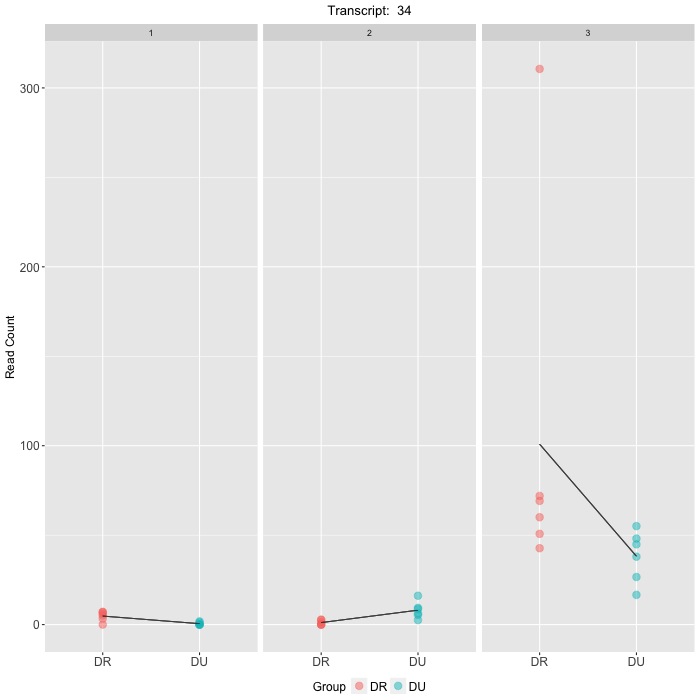 Transcript:  34
1 2 3
Read Count
300
200
100
0
DR DU DR DU DR DU
Group DR DU